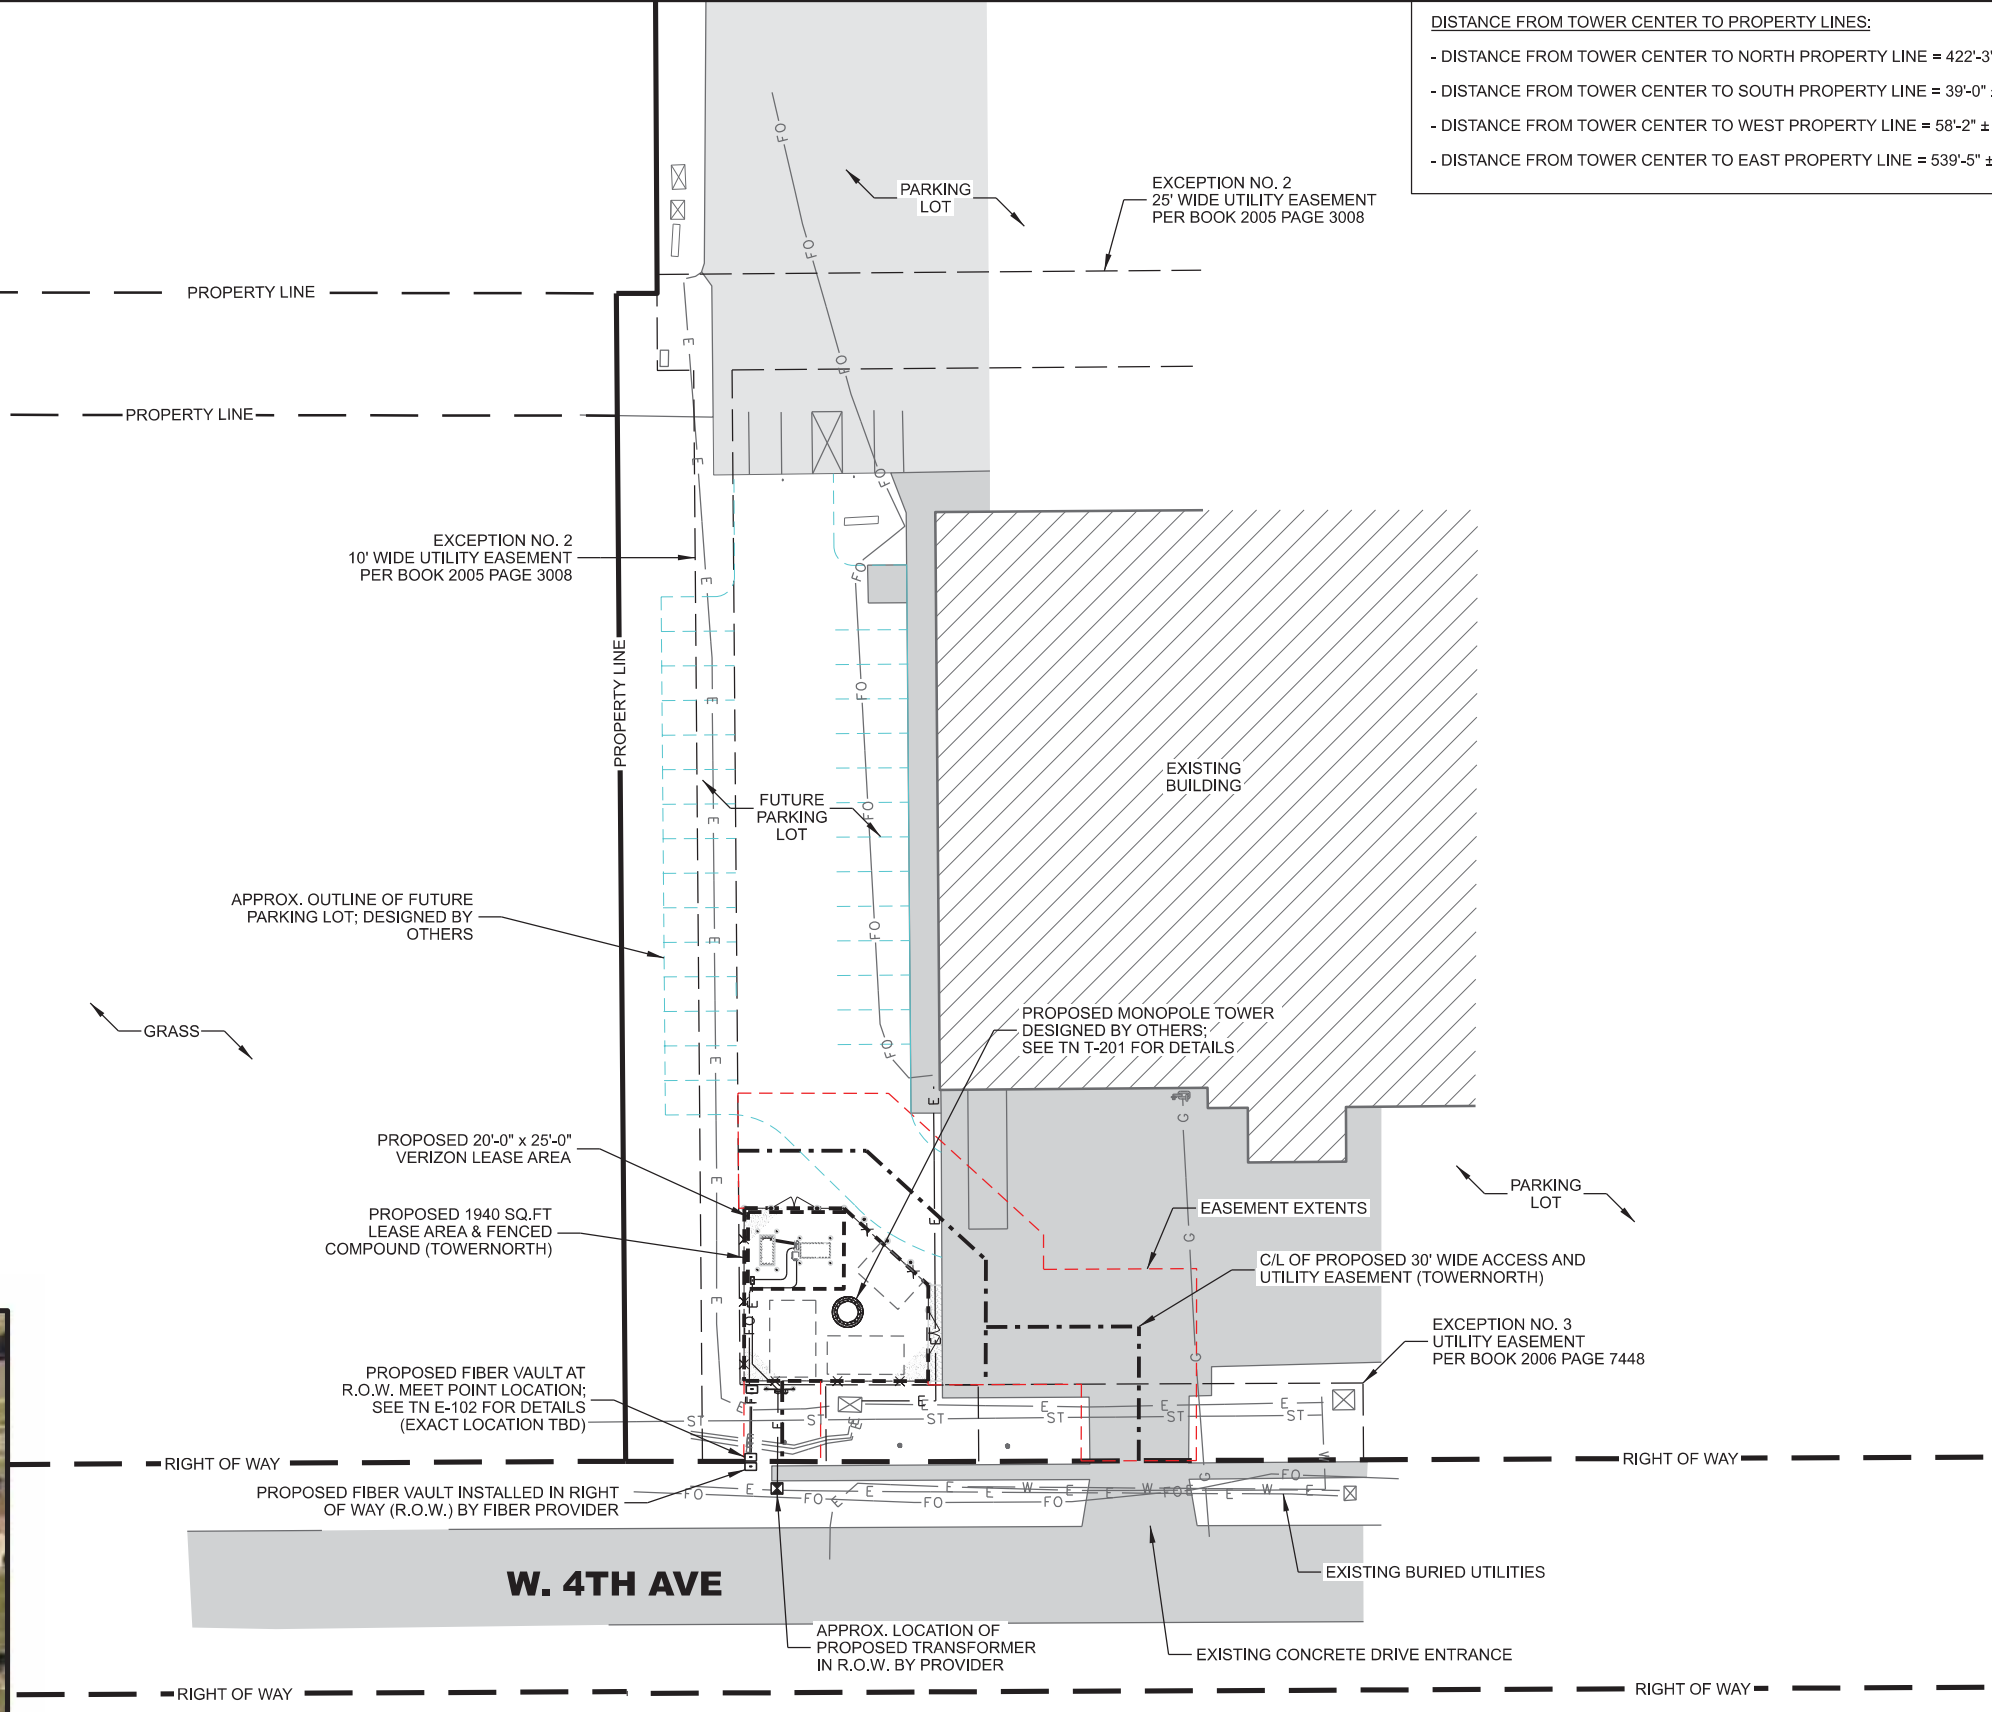 DISTANCE FROM TOWER CENTER TO PROPERTY LINES:
- DISTANCE FROM TOWER CENTER TO NORTH PROPERTY LINE = 422'-3"
- DISTANCE FROM TOWER CENTER TO SOUTH PROPERTY LINE = 39'-0" ±
- DISTANCE FROM TOWER CENTER TO WEST PROPERTY LINE = 58'-2" ±
- DISTANCE FROM TOWER CENTER TO EAST PROPERTY LINE = 539'-5" ±
PARKING
LOT
EXCEPTION NO. 2
25' WIDE UTILITY EASEMENT
PER BOOK 2005 PAGE 3008
PROPERTY LINE
PROPERTY LINE
EXCEPTION NO. 2
10' WIDE UTILITY EASEMENT
PER BOOK 2005 PAGE 3008
PROPERTY LINE
EXISTING
BUILDING
FUTURE
PARKING
LOT
APPROX. OUTLINE OF FUTURE
PARKING LOT; DESIGNED BY
OTHERS
GRASS
PROPOSED MONOPOLE TOWER
DESIGNED BY OTHERS;
SEE TN T-201 FOR DETAILS
PROPOSED 20'-0" x 25'-0"
VERIZON LEASE AREA
PROPOSED 1940 SQ.FT
LEASE AREA & FENCED
COMPOUND (TOWERNORTH)
PARKING
LOT
EASEMENT EXTENTS
C/L OF PROPOSED 30' WIDE ACCESS AND
UTILITY EASEMENT (TOWERNORTH)
EXCEPTION NO. 3
UTILITY EASEMENT
PER BOOK 2006 PAGE 7448
PROPOSED FIBER VAULT AT
R.O.W. MEET POINT LOCATION;
SEE TN E-102 FOR DETAILS
(EXACT LOCATION TBD)
RIGHT OF WAY
RIGHT OF WAY
PROPOSED FIBER VAULT INSTALLED IN RIGHT
OF WAY (R.O.W.) BY FIBER PROVIDER
W. 4TH AVE
EXISTING BURIED UTILITIES
APPROX. LOCATION OF
PROPOSED TRANSFORMER
IN R.O.W. BY PROVIDER
EXISTING CONCRETE DRIVE ENTRANCE
RIGHT OF WAY
RIGHT OF WAY